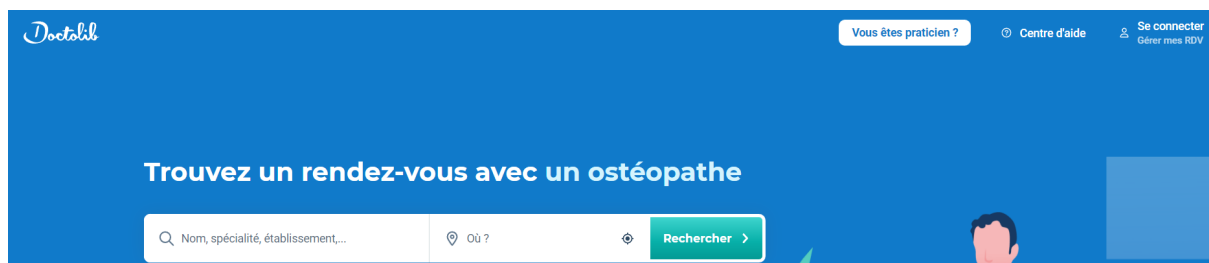 Doctolib
Vous êtes praticien ?
Centre d'aide
Se connecter
Gérer mes RDV
Trouvez un rendez-vous avec un ostéopathe
Nom, spécialité, établissement,...
Où ?
Rechercher